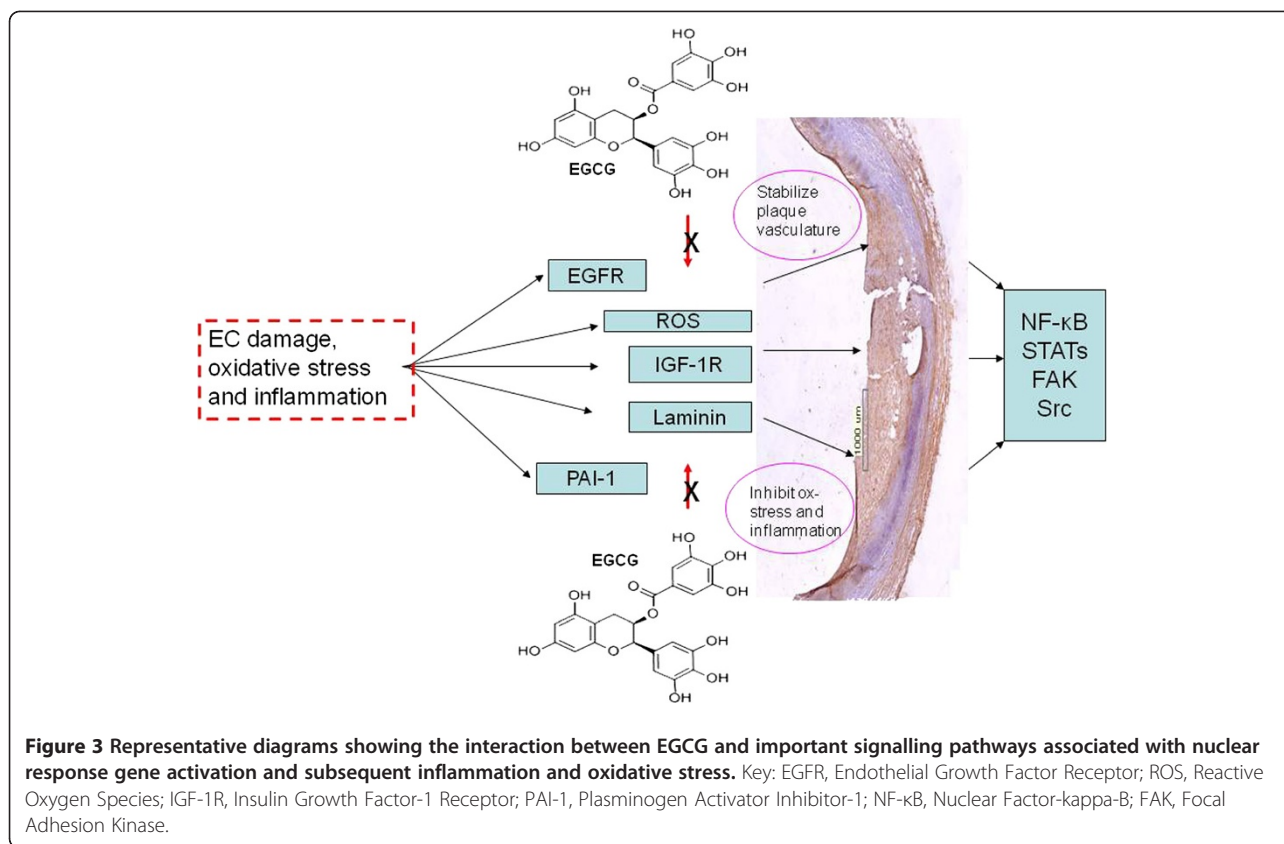 OH
OH
OH
O
O
OH
HO
O
EGCG
OH
OH
OH
Stabilize
plaque
vasculature
X
EGFR
ROS
IGF-1R
Laminin
PAI-1
EC damage,
oxidative stress
and inflammation
NF-κB
STATs
FAK
Src
1000 um
X
Inhibit ox-
stress and
inflammation
EGCG
HO
OH
OH
O
O
OH
HO
O
OH
OH
OH
Figure 3 Representative diagrams showing the interaction between EGCG and important signalling pathways associated with nuclear
response gene activation and subsequent inflammation and oxidative stress. Key: EGFR, Endothelial Growth Factor Receptor; ROS, Reactive
Oxygen Species; IGF-1R, Insulin Growth Factor-1 Receptor; PAI-1, Plasminogen Activator Inhibitor-1; NF-κB, Nuclear Factor-kappa-B; FAK, Focal
Adhesion Kinase.